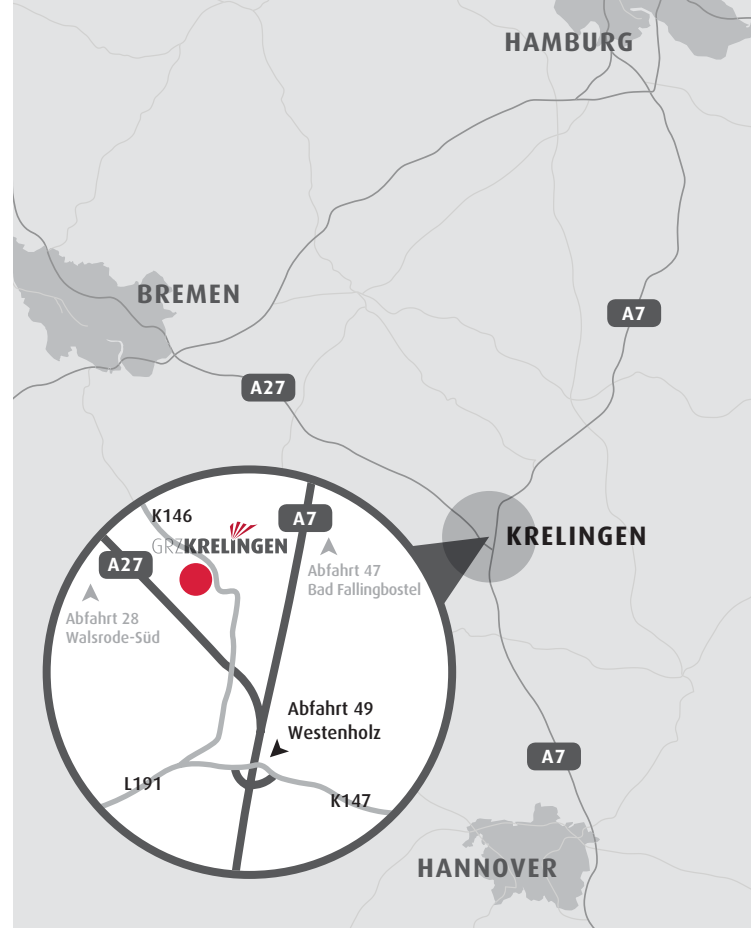 HAMBURG
BREMEN
A7
A27
KRELINGEN
K146
A7
GRZKRELINGEN
A27
Abfahrt 47
Bad Fallingbostel
Abfahrt 28
Walsrode-Süd
Abfahrt 49
Westenholz
A7
L191
K147
HANNOVER